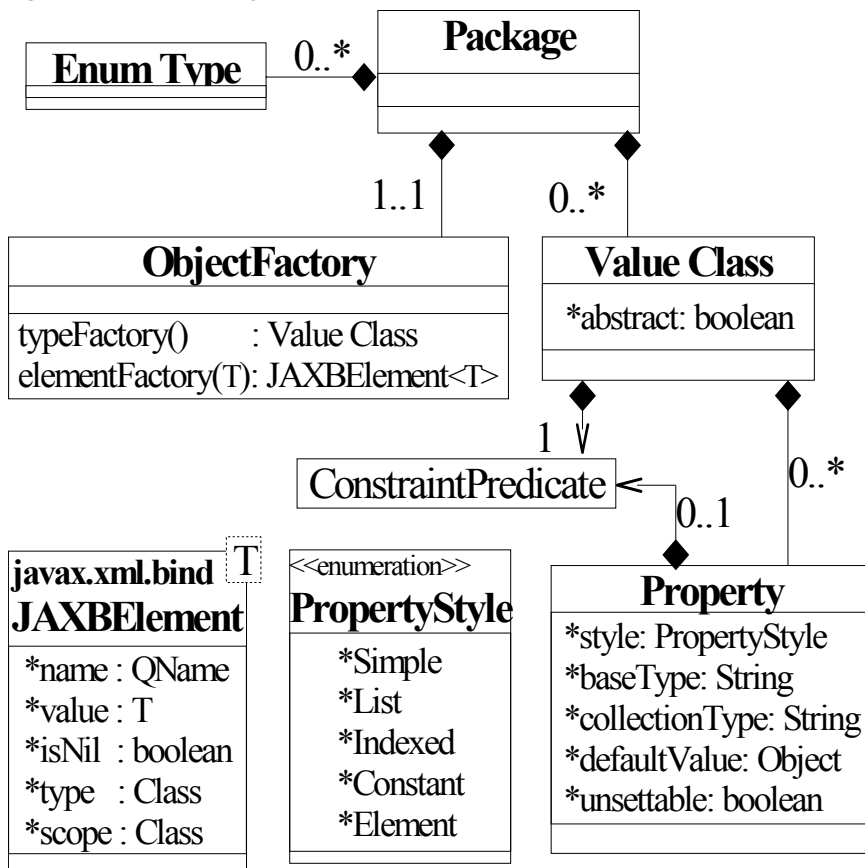 Package
Enum Type
0..*
1..1
0..*
ObjectFactory
typeFactory() : Value Class
elementFactory(T): JAXBElement<T>
Value Class
*abstract: boolean
1
0..*
ConstraintPredicate
0..1
javax.xml.bind
T
JAXBElement
*name : QName
*value : T
*isNil : boolean
*type : Class
*scope : Class
<<enumeration>>
PropertyStyle
*Simple
*List
*Indexed
*Constant
*Element
Property
*style: PropertyStyle
*baseType: String
*collectionType: String
*defaultValue: Object
*unsettable: boolean